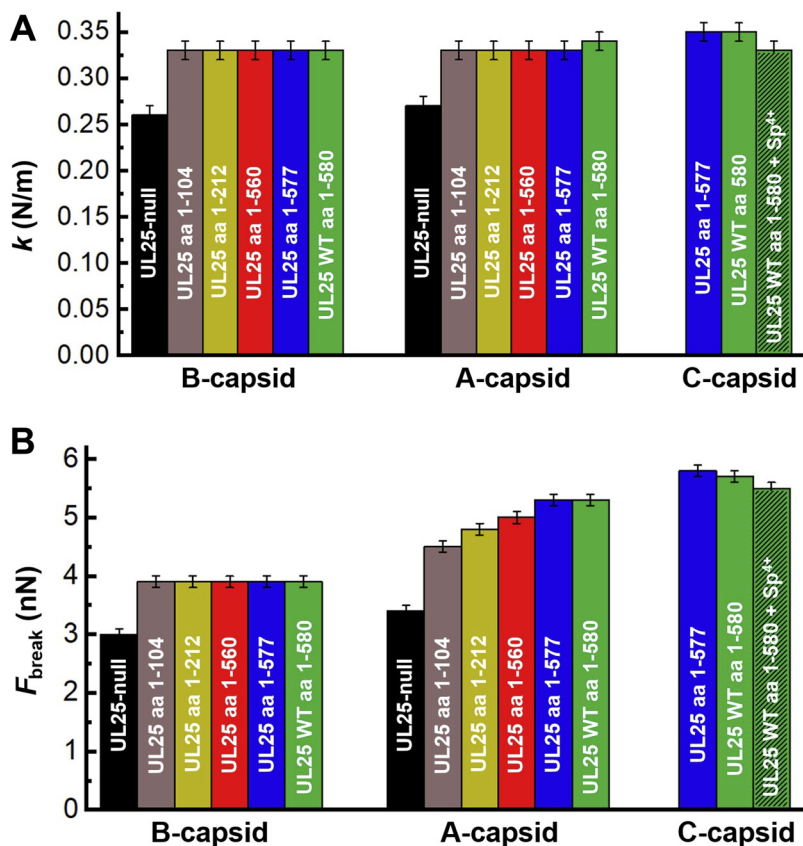 A
k (N/m)
0.35
0.30
0.25
0.20
0.15
0.10
0.05
0.00
UL25-null
UL25 aa 1-104
UL25 aa 1-212
UL25 aa 1-560
UL25 aa 1-577
UL25 WT aa 1-580
UL25-null
UL25 aa 1-104
UL25 aa 1-212
UL25 aa 1-560
UL25 aa 1-577
UL25 WT aa 1-580
UL25 aa 1-577
UL25 WT aa 580
UL25 WT aa 1-580 + Sp⁴⁺
B-capsid
A-capsid
C-capsid
B
F break (nN)
6
5
4
3
2
1
0
UL25-null
UL25 aa 1-104
UL25 aa 1-212
UL25 aa 1-560
UL25 aa 1-577
UL25 WT aa 1-580
UL25-null
UL25 aa 1-104
UL25 aa 1-212
UL25 aa 1-560
UL25 aa 1-577
UL25 WT aa 1-580
UL25 aa 1-577
UL25 WT aa 1-580
UL25 WT aa 1-580 + Sp⁴⁺
B-capsid
A-capsid
C-capsid